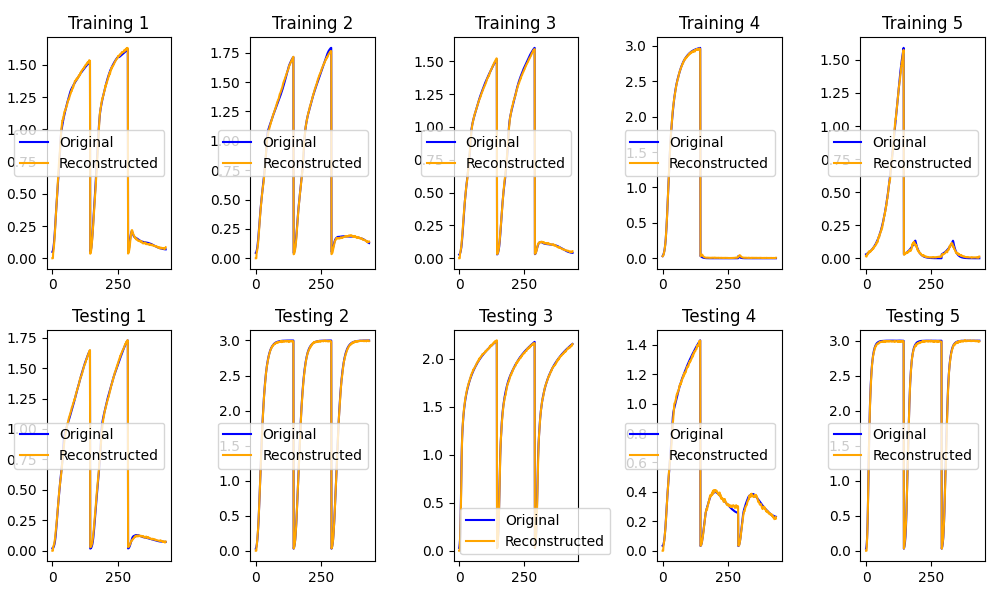 Training 1
1.50
1.25
1.00
0.75
0.50
0.25
0.00
0 250
Original
Reconstructed
Training 2
1.75
1.50
1.25
1.00
0.75
0.50
0.25
0.00
0 250
Original
Reconstructed
Training 3
1.50
1.25
1.00
0.75
0.50
0.25
0.00
0 250
Original
Reconstructed
Training 4
3.0
2.5
2.0
1.5
1.0
0.5
0.0
0 250
Original
Reconstructed
Training 5
1.50
1.25
1.00
0.75
0.50
0.25
0.00
0 250
Original
Reconstructed
Testing 1
1.75
1.50
1.25
1.00
0.75
0.50
0.25
0.00
0 250
Original
Reconstructed
Testing 2
3.0
2.5
2.0
1.5
1.0
0.5
0.0
0 250
Original
Reconstructed
Testing 3
2.0
1.5
1.0
0.5
0.0
0 250
Original
Reconstructed
Testing 4
1.4
1.2
1.0
0.8
0.6
0.4
0.2
0.0
0 250
Original
Reconstructed
Testing 5
3.0
2.5
2.0
1.5
1.0
0.5
0.0
0 250
Original
Reconstructed